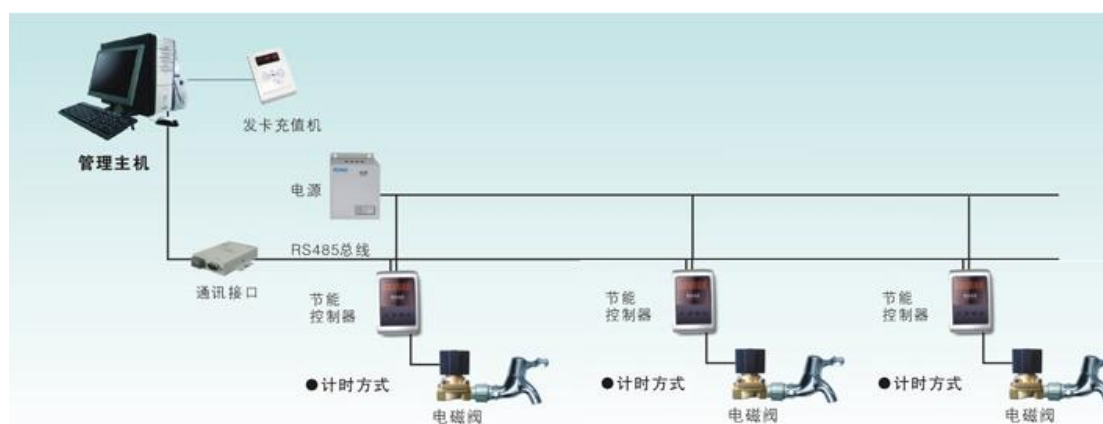 发卡充值机
管理主机
电源
RS485总线
通讯接口
节能
控制器
节能
控制器
节能
控制器
●计时方式
●计时方式
●计时方式
电磁阀
电磁阀
电磁阀